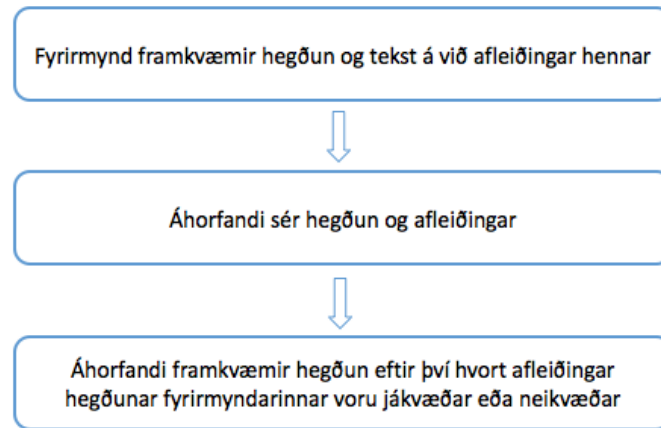 Fyrirmynd framkvæmir hegðun og tekst á við afleiðingar hennar
Áhorfandi sér hegðun og afleiðingar
Áhorfandi framkvæmir hegðun eftir því hvort afleiðingar
hegðunar fyrirmyndarinnar voru jákvæðar eða neikvæðar